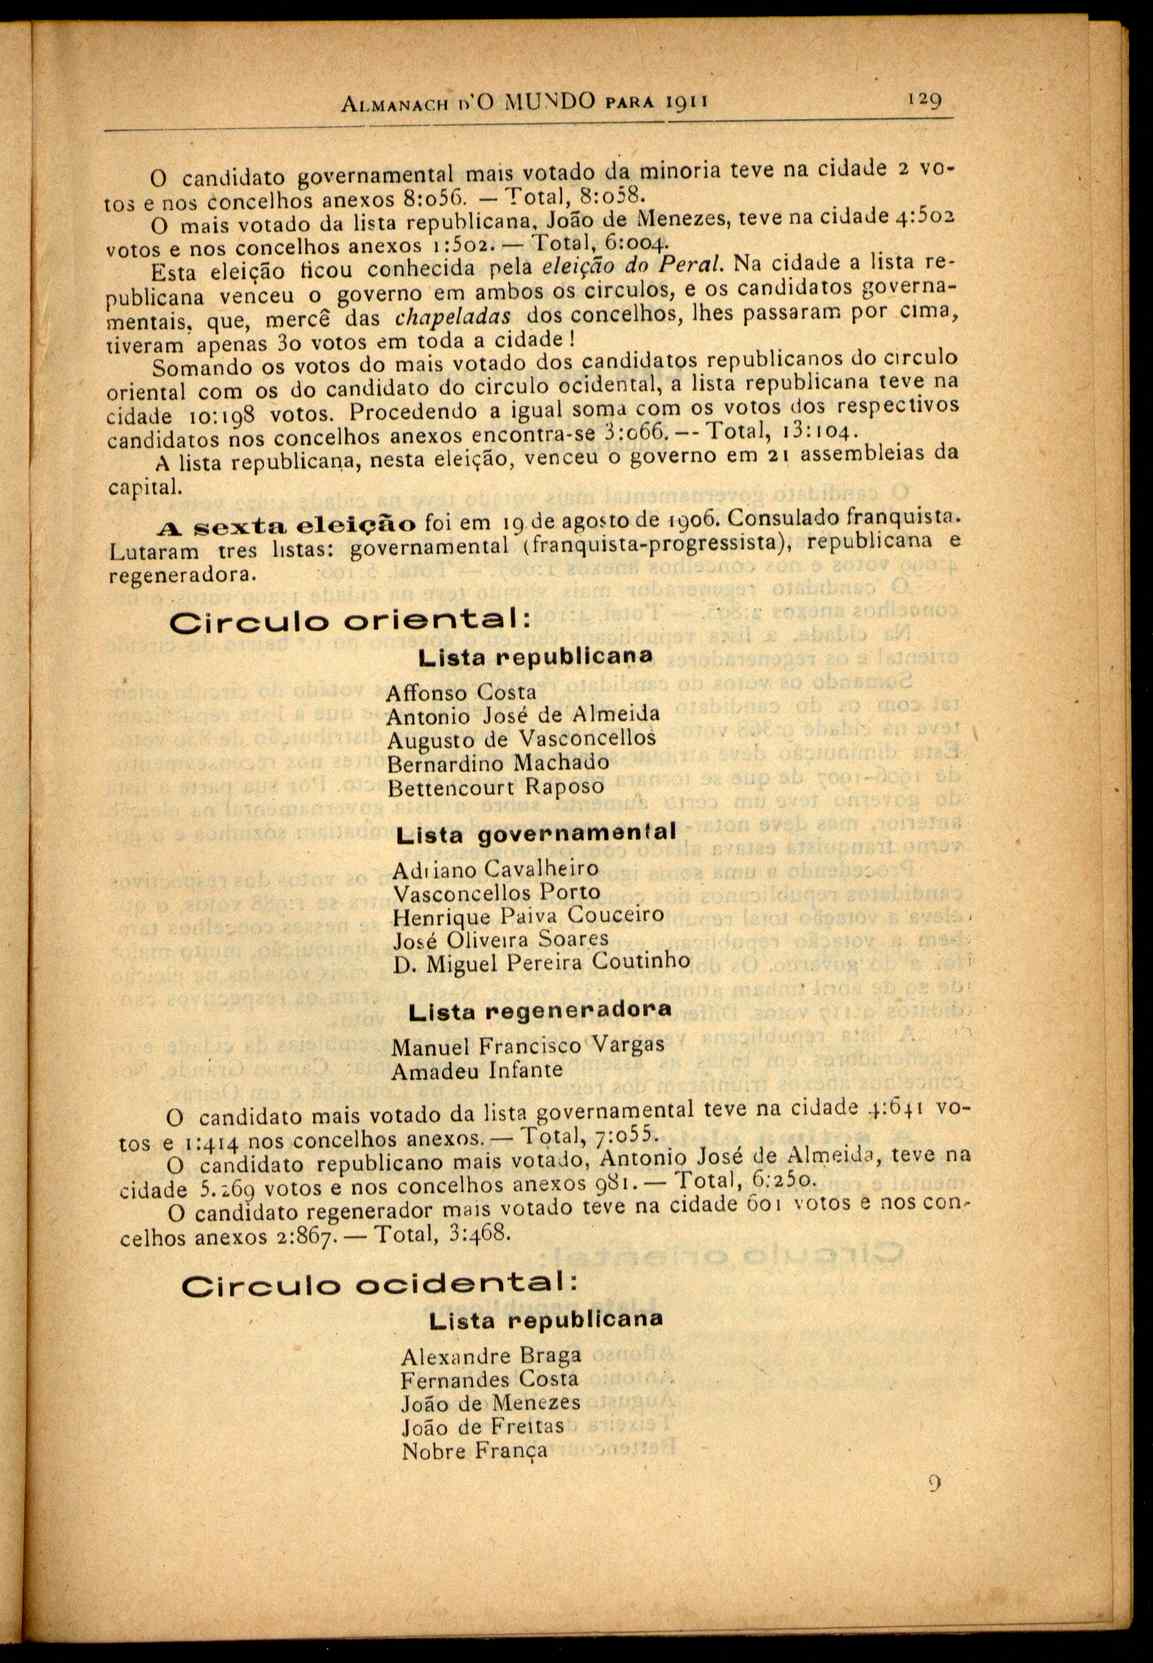 ALMANACH D'O MUNDO PARA 1911 129
O candidato governamental mais votado da minoria teve na cidade 2 vo-
tos e nos concelhos anexos 8:056. — Total, 8:058.
O mais votado da lista republicana, João de Menezes, teve na cidade 4:502
votos e nos concelhos anexos 1:502. — Total, 6:004.
Esta eleição ficou conhecida pela eleição do Peral. Na cidade a lista re-
publicana venceu o governo em ambos os circulos, e os candidatos governa-
mentais, que, mercê das chapeladas dos concelhos, lhes passaram por cima,
tiveram apenas 30 votos em toda a cidade!
Somando os votos do mais votado dos candidatos republicanos do circulo
oriental com os do candidato do circulo ocidental, a lista republicana teve na
cidade 10:198 votos. Procedendo a igual soma com os votos dos respectivos
candidatos nos concelhos anexos encontra-se 3:066. -- Total, 13:104.
A lista republicana, nesta eleição, venceu o governo em 21 assembleias da
capital.
A sexta eleição foi em 19 de agosto de 1906. Consulado franquista.
Lutaram tres listas: governamental (franquista-progressista), republicana e
regeneradora.
Circulo oriental:
Lista republicana
Affonso Costa
Antonio José de Almeida
Augusto de Vasconcellos
Bernardino Machado
Bettencourt Raposo
Lista governamental
Adriano Cavalheiro
Vasconcellos Porto
Henrique Paiva Couceiro
José Oliveira Soares
D. Miguel Pereira Coutinho
Lista regeneradora
Manuel Francisco Vargas
Amadeu Infante
O candidato mais votado da lista governamental teve na cidade 4:641 vo-
tos e 1:414 nos concelhos anexos. — Total, 7:055.
O candidato republicano mais votado, Antonio José de Almeida, teve na
cidade 5.269 votos e nos concelhos anexos 981. — Total, 6:250.
O candidato regenerador mais votado teve na cidade 601 votos e nos con-
celhos anexos 2:867. — Total, 3:468.
Circulo ocidental:
Lista republicana
Alexandre Braga
Fernandes Costa
João de Menezes
João de Freitas
Nobre França
9